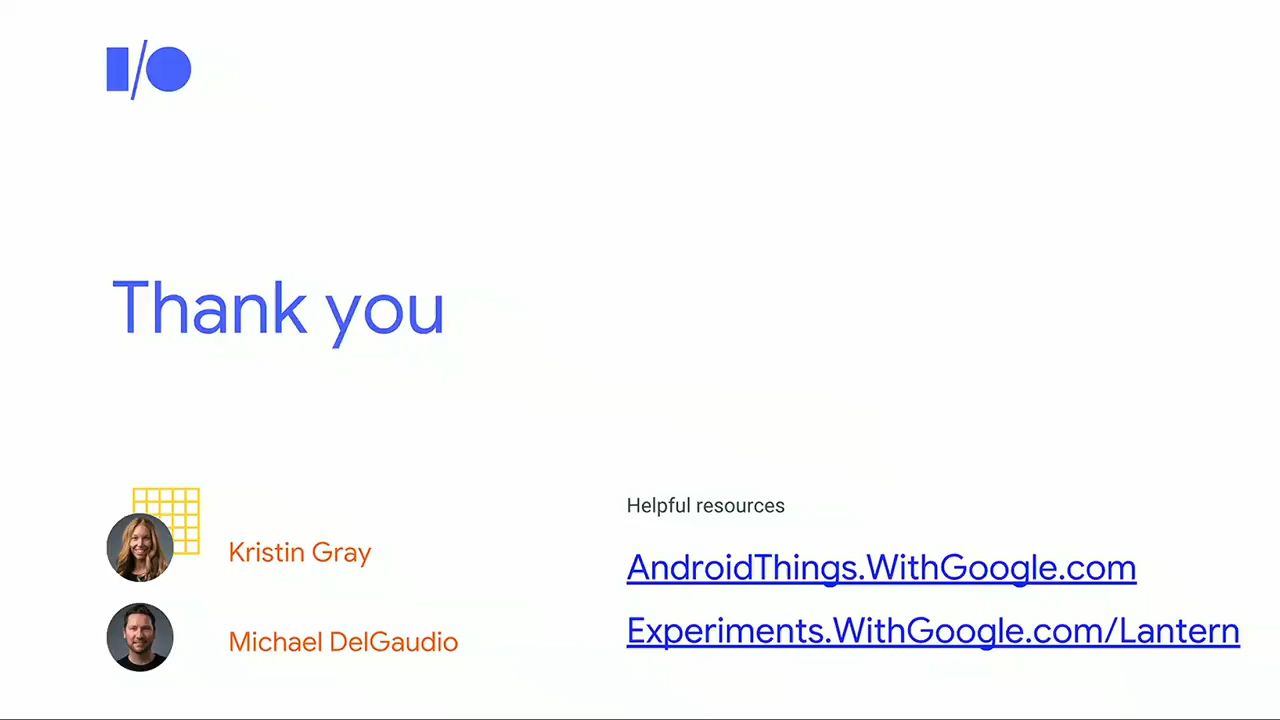 I/O
Thank you
Kristin Gray
Michael DelGaudio
Helpful resources
AndroidThings.WithGoogle.com
Experiments.WithGoogle.com/Lantern